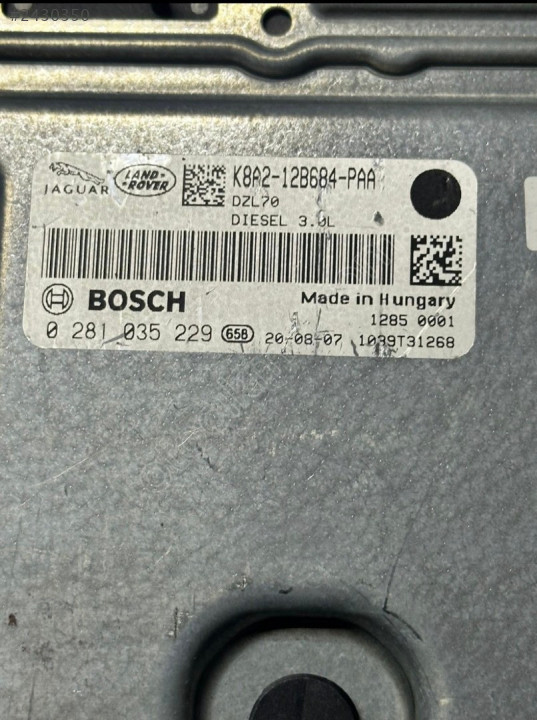 #2430350
JAGUAR
LAND-
-ROVER
K8A2-12B684-PAA
DZL70
DIESEL 3.0L
BOSCH
Made in Hungary
1285 0001
0 281 035 229 658 20-08-07 1039T31268